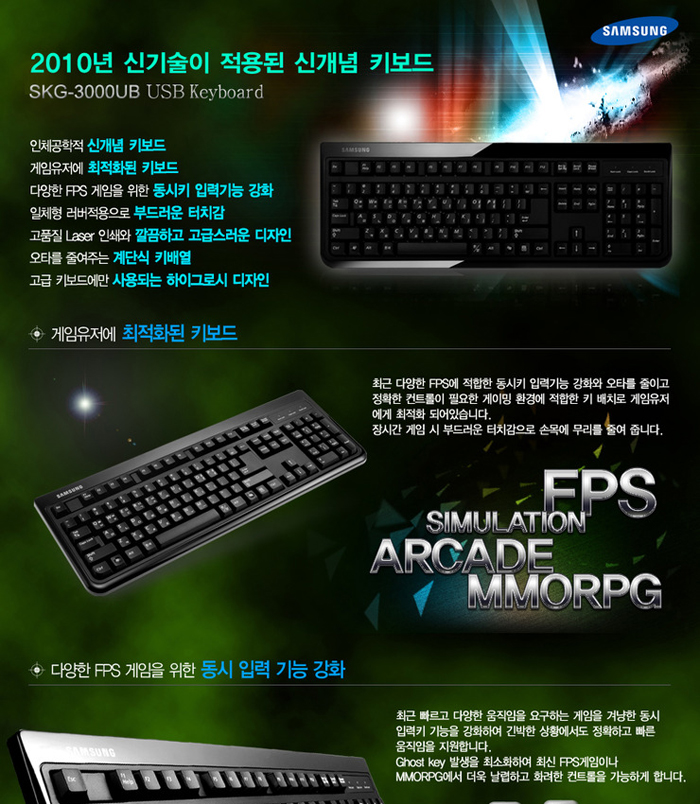 SAMSUNG
2010년 신기술이 적용된 신개념 키보드
SKG-3000UB USB Keyboard
인체공학적 신개념 키보드
게임유저에 최적화된 키보드
다양한 FPS 게임을 위한 동시키 입력기능 강화
일체형 러버적용으로 부드러운 터치감
고품질 Laser 인쇄와 깔끔하고 고급스러운 디자인
오타를 줄여주는 계단식 키배열
고급 키보드에만 사용되는 하이그로시 디자인
SAMSUNG
게임유저에 최적화된 키보드
최근 다양한 FPS에 적합한 동시키 입력기능 강화와 오타를 줄이고
정확한 컨트롤이 필요한 게이밍 환경에 적합한 키 배치로 게임유저
에게 최적화 되어있습니다.
장시간 게임 시 부드러운 터치감으로 손목에 무리를 줄여 줍니다.
SAMSUNG
FPS
SIMULATION
ARCADE
MMORPG
다양한 FPS 게임을 위한 동시 입력 기능 강화
최근 빠르고 다양한 움직임을 요구하는 게임을 겨냥한 동시
입력키 기능을 강화하여 긴박한 상황에서도 정확하고 빠른
움직임을 지원합니다.
Ghost key 발생을 최소화하여 최신 FPS게임이나
MMORPG에서 더욱 날렵하고 화려한 컨트롤을 가능하게 합니다.
SAMSUNG
Esc